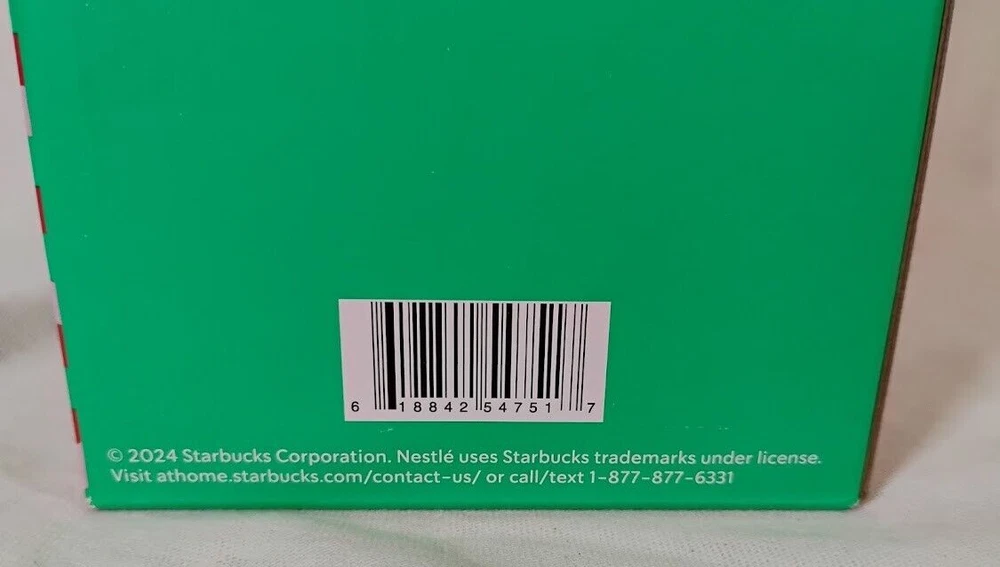 6 18842 54751 7
© 2024 Starbucks Corporation. Nestlé uses Starbucks trademarks under license.
Visit athome.starbucks.com/contact-us/ or call/text 1-877-877-6331